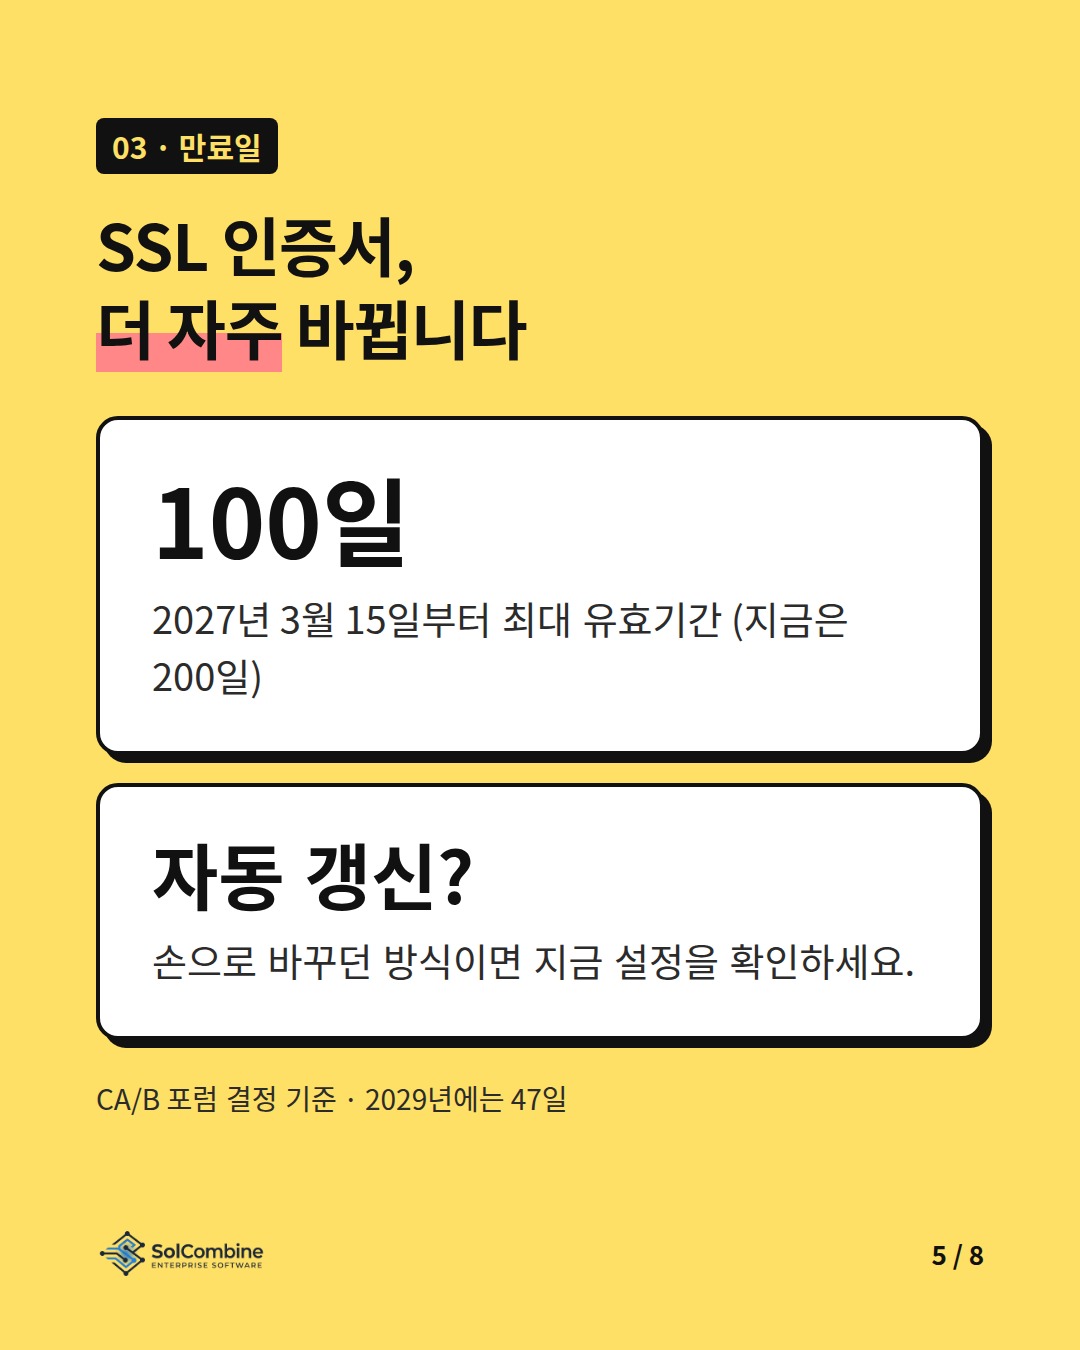 03 · 만료일
SSL 인증서,
더 자주 바뀝니다
100일
2027년 3월 15일부터 최대 유효기간 (지금은
200일)
자동 갱신?
손으로 바꾸던 방식이면 지금 설정을 확인하세요.
CA/B 포럼 결정 기준 · 2029년에는 47일
SolCombine
ENTERPRISE SOFTWARE
5 / 8